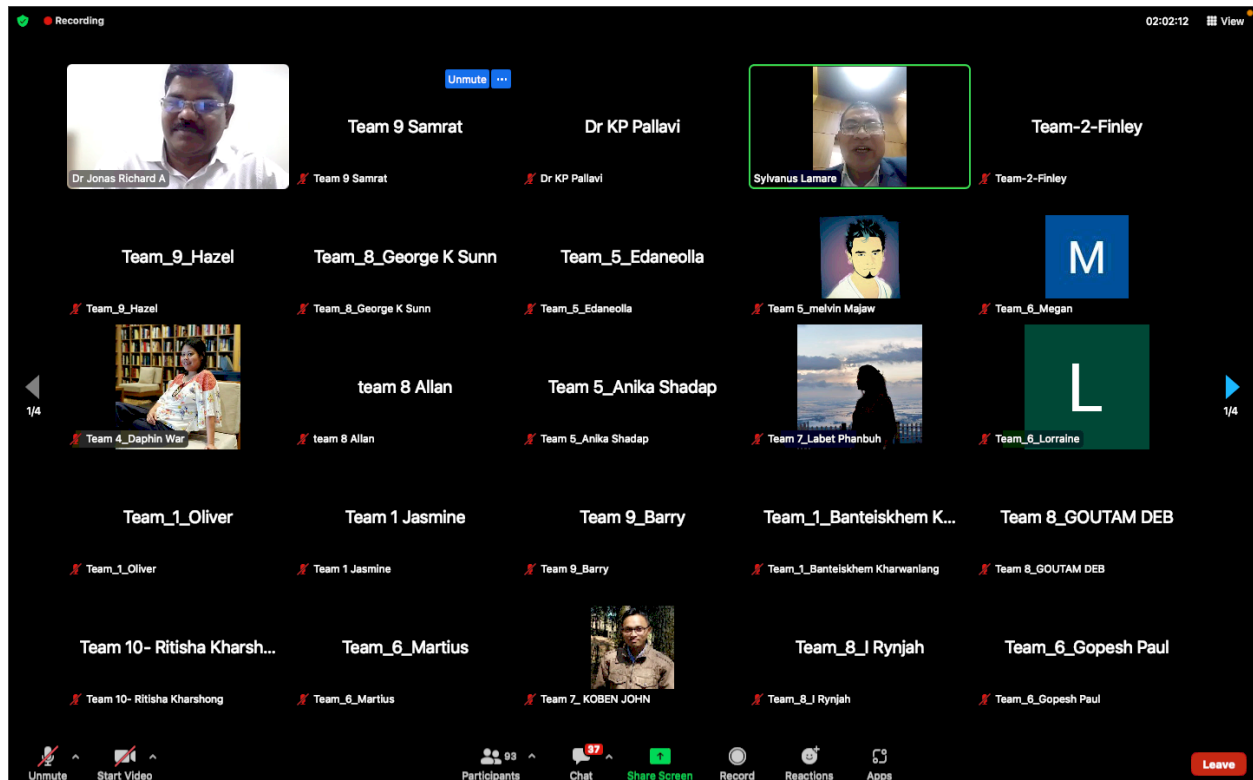 Recording
02:02:12
View
Unmute
Team 9 Samrat
Dr KP Pallavi
Team-2-Finley
Dr Jonas Richard A
Team 9 Samrat
Dr KP Pallavi
Sylvanus Lamare
Team-2-Finley
Team_9_Hazel
Team_8_George K Sunn
Team_5_Edaneolla
M
Team_9_Hazel
Team_8_George K Sunn
Team_5_Edaneolla
Team 5_melvin Majaw
Team_6_Megan
team 8 Allan
Team 5_Anika Shadap
L
1/4
1/4
Team 4_Daphin War
team 8 Allan
Team 5_Anika Shadap
Team 7_Labet Phanbuh
Team_6_Lorraine
Team_1_Oliver
Team 1 Jasmine
Team 9_Barry
Team_1_Banteiskhem K...
Team 8_GOUTAM DEB
Team_1_Oliver
Team 1 Jasmine
Team 9_Barry
Team_1_Banteiskhem Kharwanlang
Team 8_GOUTAM DEB
Team 10- Ritisha Kharsh...
Team_6_Martius
Team_8_I Rynjah
Team_6_Gopesh Paul
Team 10- Ritisha Kharshong
Team_6_Martius
Team 7_ KOBEN JOHN
Team_8_I Rynjah
Team_6_Gopesh Paul
93
37
Unmute
Start Video
Participants
Chat
Share Screen
Record
Reactions
Apps
Leave